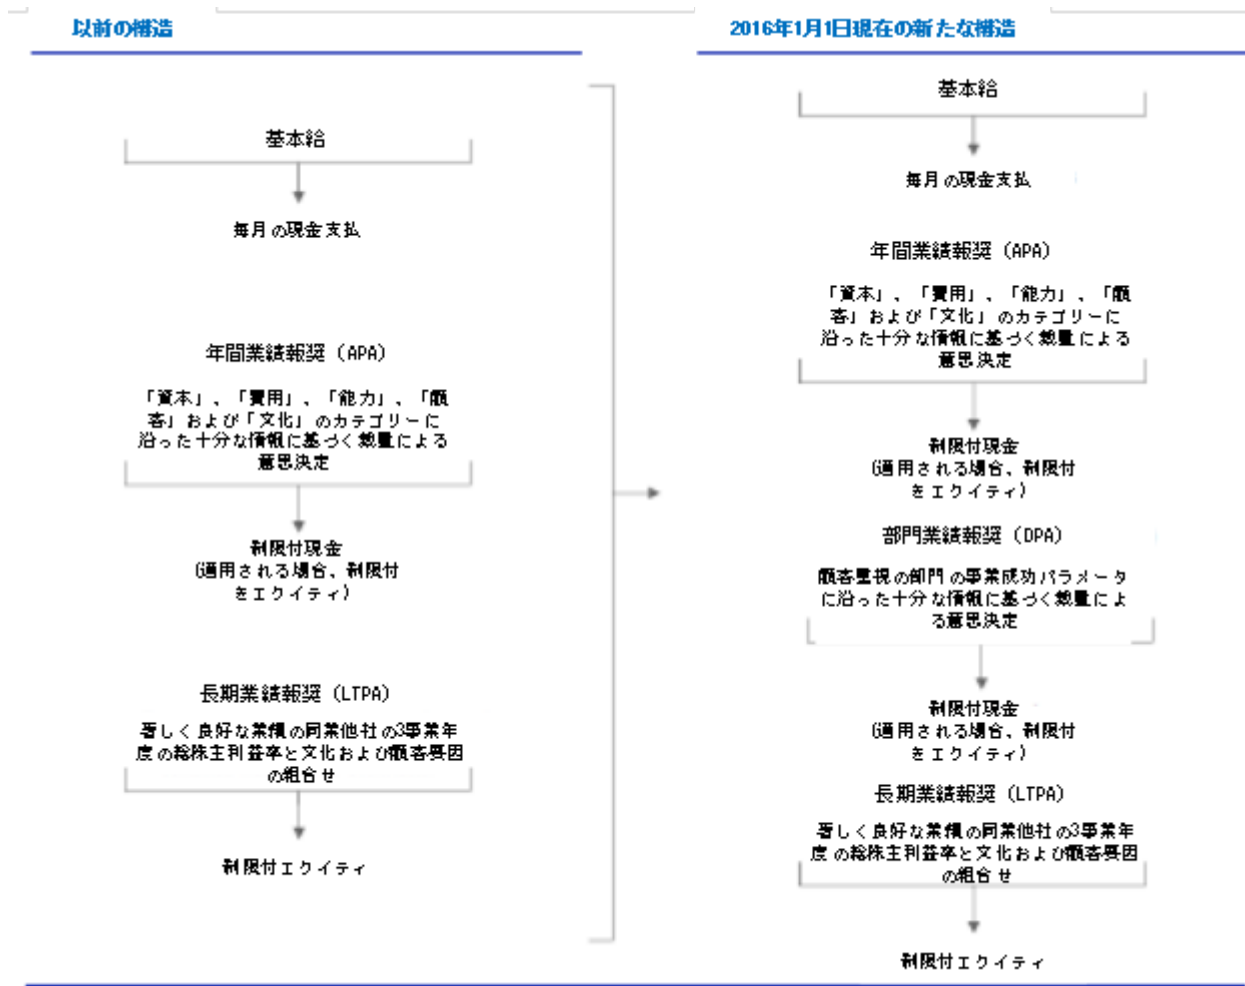 以前の構造
基本給
毎月の現金支払
年間業績報奨（APA）
「資本」、「費用」、「能力」、「顧
客」および「文化」のカテゴリーに
沿った十分な情報に基づく裁量による
意思決定
制限付現金
(適用される場合、制限付
きエクイティ)
長期業績報奨（LTPA）
著しく良好な業績の同業他社の3事業年
度の総株主利益率と文化および顧客要因
の組合せ
制限付エクイティ
2016年1月1日現在の新たな構造
基本給
毎月の現金支払
年間業績報奨（APA）
「資本」、「費用」、「能力」、「顧
客」および「文化」のカテゴリーに
沿った十分な情報に基づく裁量による
意思決定
制限付現金
(適用される場合、制限付
きエクイティ)
部門業績報奨（DPA）
顧客重視の部門の事業成功パラメータ
に沿った十分な情報に基づく裁量によ
る意思決定
制限付現金
(適用される場合、制限付
きエクイティ)
長期業績報奨（LTPA）
著しく良好な業績の同業他社の3事業年
度の総株主利益率と文化および顧客要因
の組合せ
制限付エクイティ